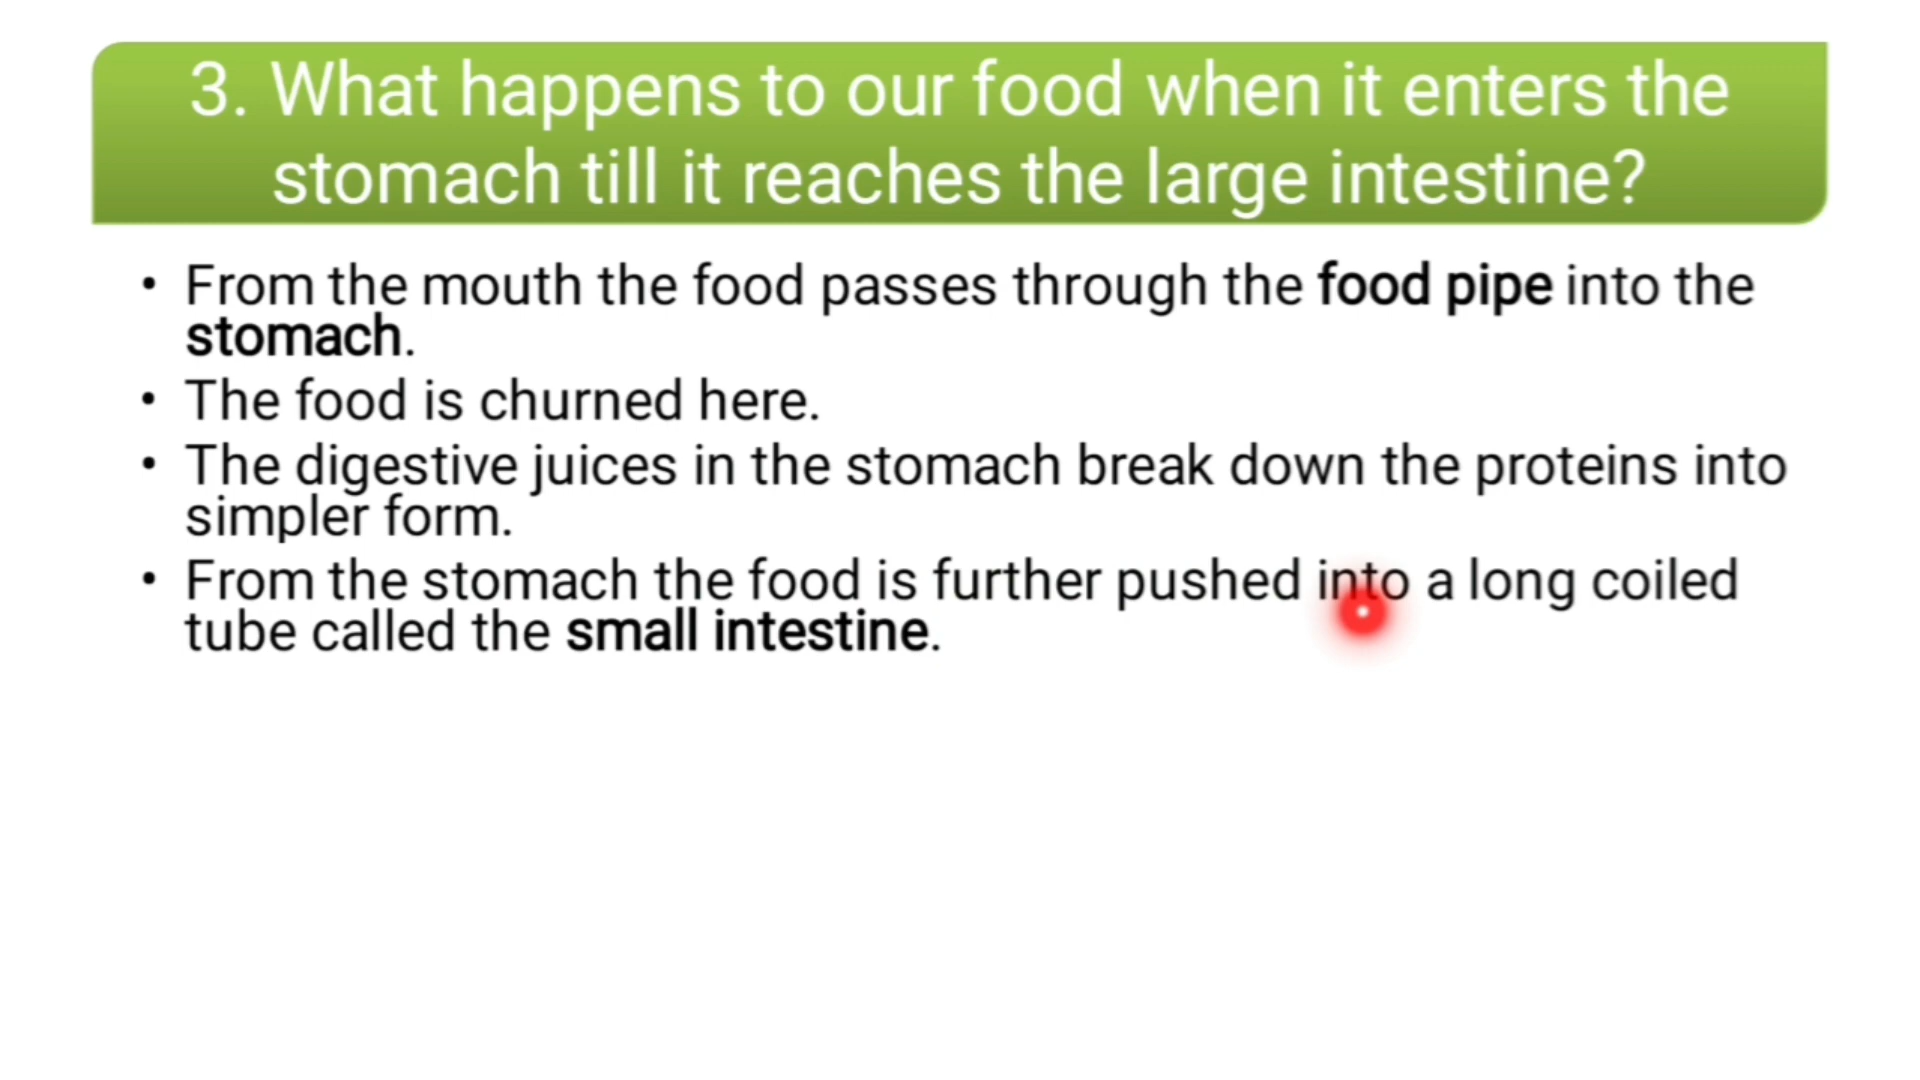 3. What happens to our food when it enters the
stomach till it reaches the large intestine?
• From the mouth the food passes through the food pipe into the
stomach.
• The food is churned here.
• The digestive juices in the stomach break down the proteins into
simpler form.
• From the stomach the food is further pushed into a long coiled
tube called the small intestine.